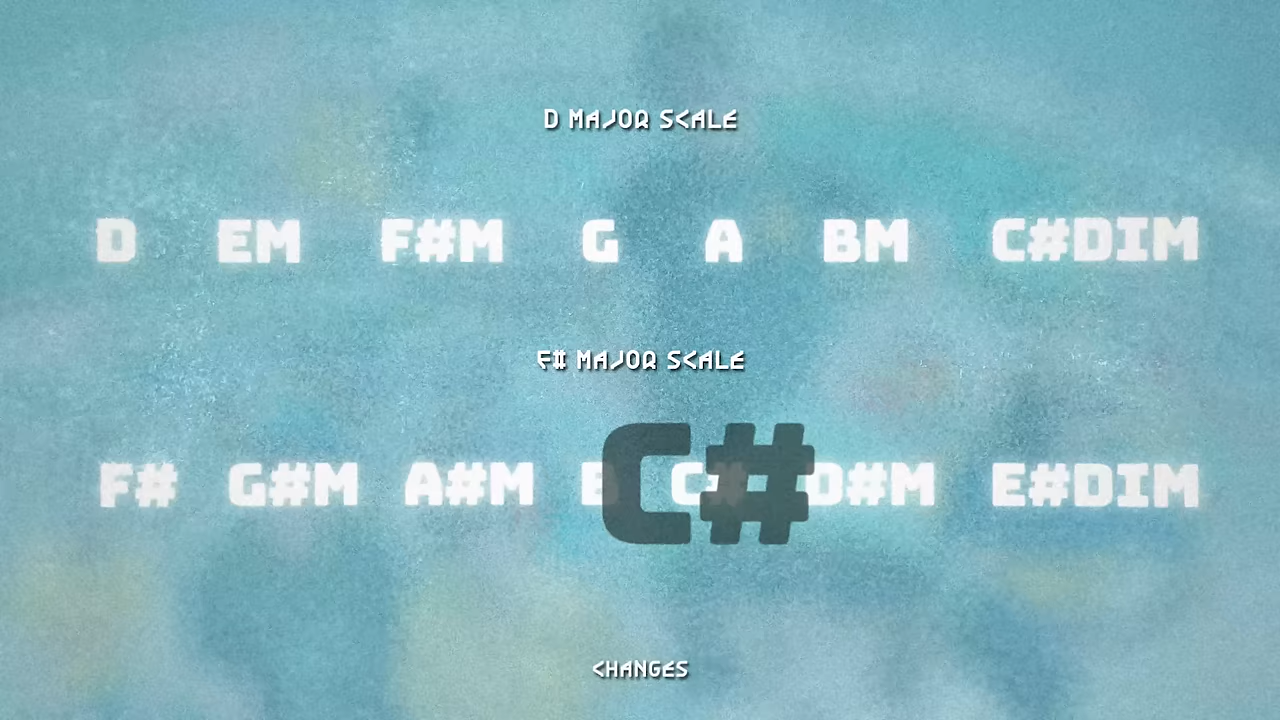 D MAJOR SCALE
D EM F#M G A BM C#DIM
F# MAJOR SCALE
F# G#M A#M B C# D#M E#DIM
C#
CHANGES